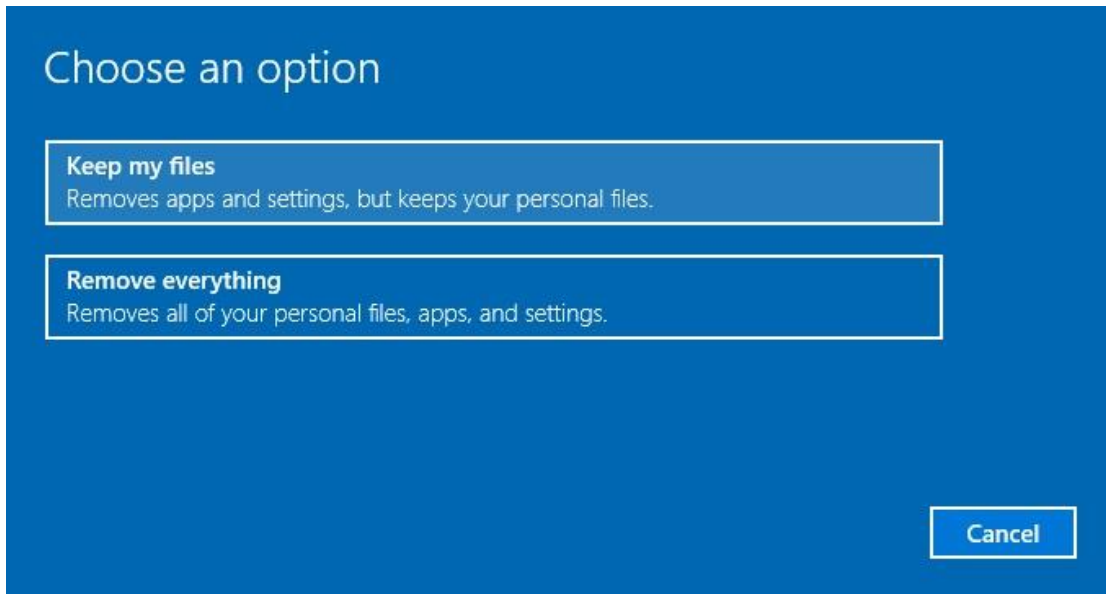 Choose an option
Keep my files
Removes apps and settings, but keeps your personal files.
Remove everything
Removes all of your personal files, apps, and settings.
Cancel